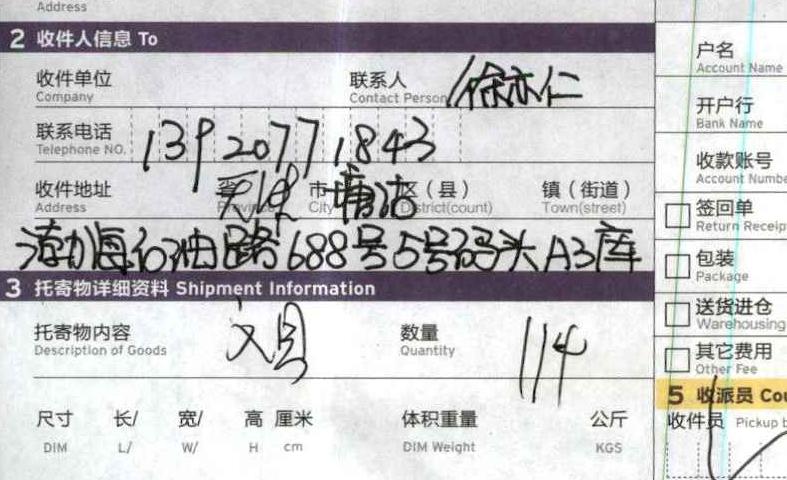 Address
2 收件人信息 To
收件单位 联系人 徐亦仁
Company Contact Person
户名
Account Name
联系电话 13920771843
Telephone NO.
开户行
Bank Name
收件地址 天津 省 市 塘沽 区（县） 镇（街道）
Address Province City District(count) Town(street)
收款账号
Account Numbe
渤海石油路688号5号码头A3库
签回单
Return Receip
3 托寄物详细资料 Shipment Information
包装
Package
托寄物内容 文具 数量 114
Description of Goods Quantity
送货进仓
Warehousing
其它费用
Other Fee
5 收派员 Cou
尺寸 长/ 宽/ 高 厘米 体积重量 公斤
DIM L/ W/ H cm DIM Weight KGS
收件员 Pickup b